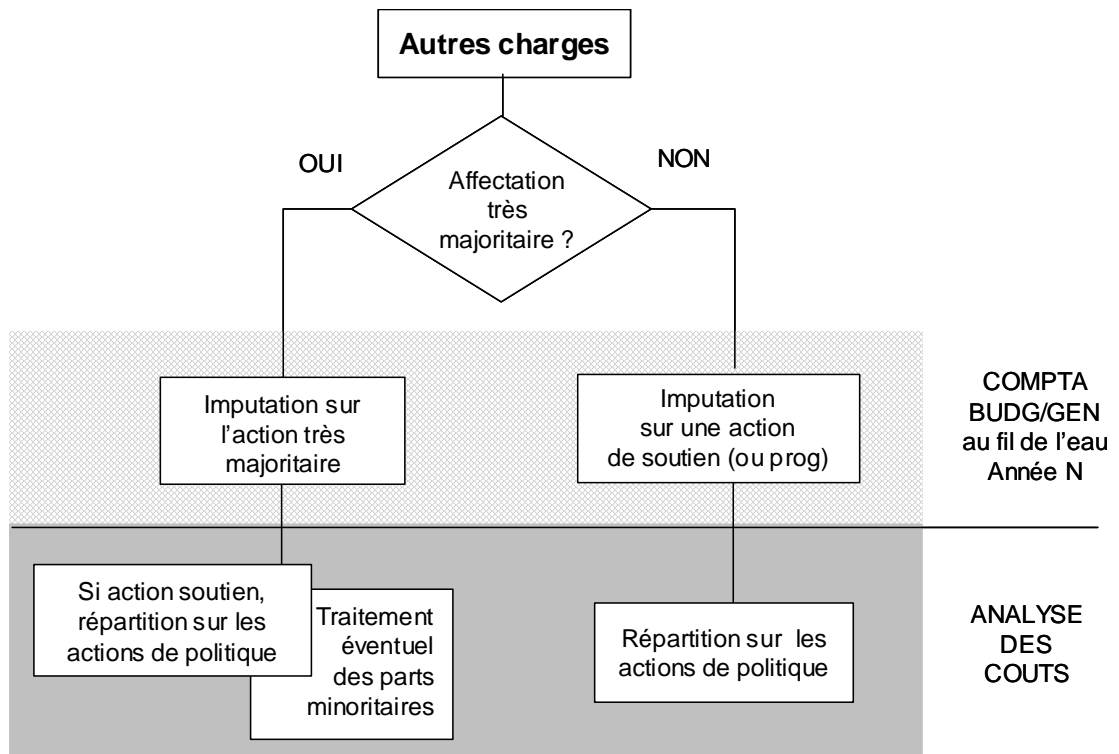 Autres charges
OUI
NON
Affectation
très
majoritaire ?
Imputation sur
l'action très
majoritaire
Imputation
sur une action
de soutien (ou prog)
COMPTA
BUDG/GEN
au fil de l'eau
Année N
Si action soutien,
répartition sur les
actions de politique
Traitement
éventuel
des parts
minoritaires
Répartition sur les
actions de politique
ANALYSE
DES
COUTS